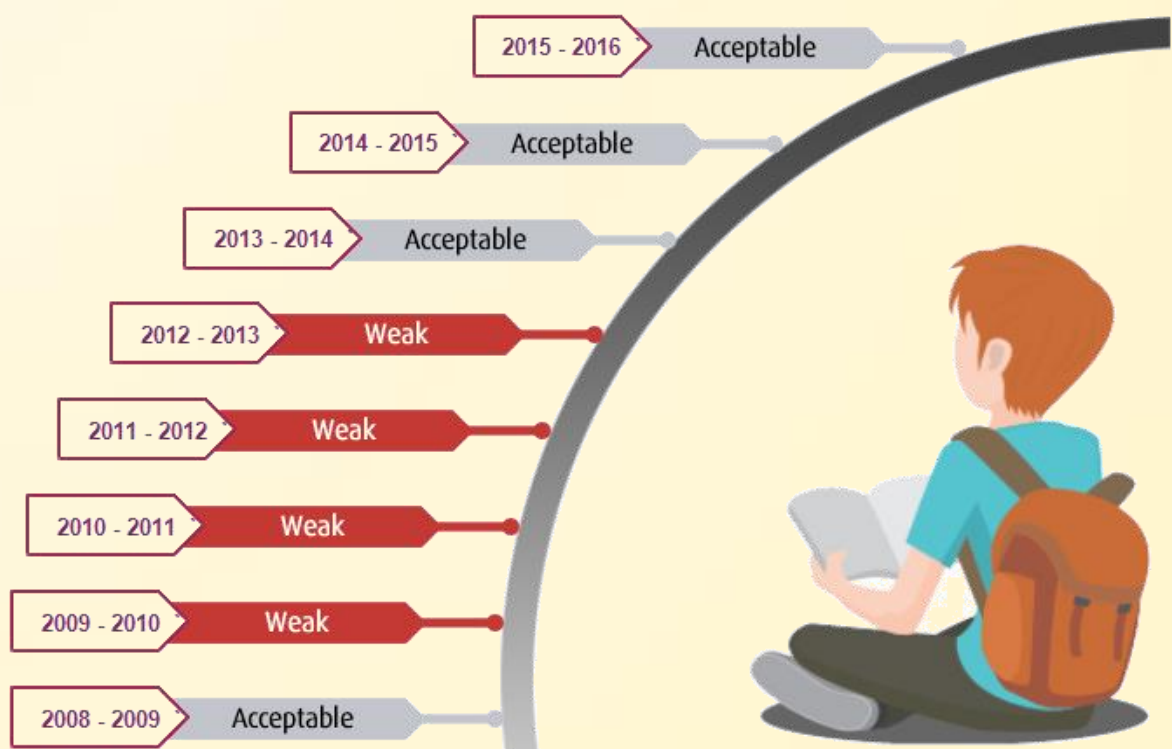 2015 - 2016 Acceptable
2014 - 2015 Acceptable
2013 - 2014 Acceptable
2012 - 2013 Weak
2011 - 2012 Weak
2010 - 2011 Weak
2009 - 2010 Weak
2008 - 2009 Acceptable